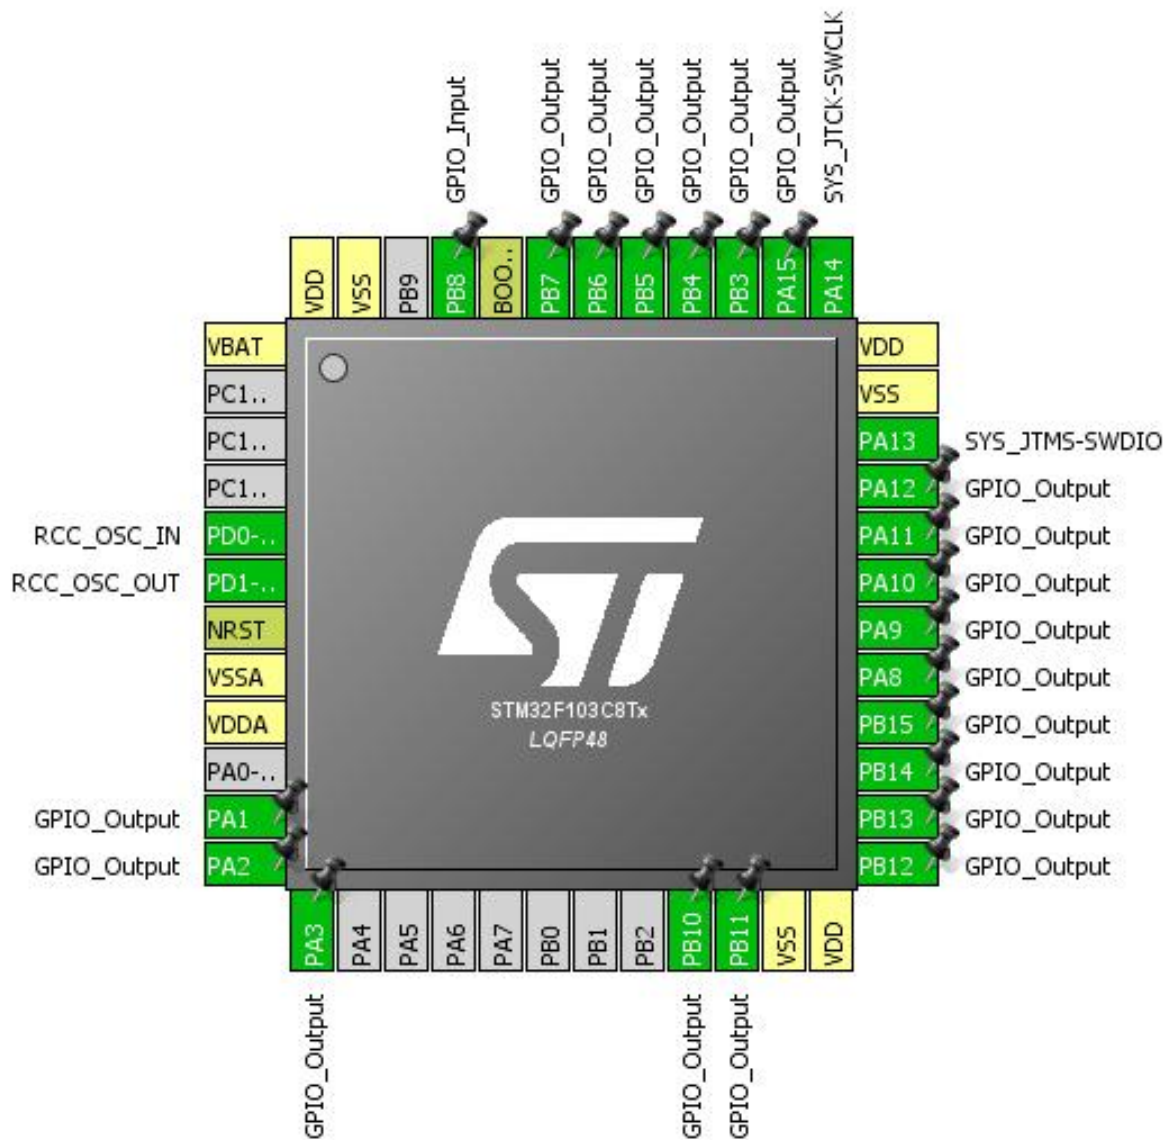 GPIO_Input
GPIO_Output
GPIO_Output
GPIO_Output
GPIO_Output
GPIO_Output
GPIO_Output
SYS_JTCK-SWCLK
VDD
VSS
PB9
PB8
BOO..
PB7
PB6
PB5
PB4
PB3
PA15
PA14
VBAT
PC1..
PC1..
PC1..
RCC_OSC_IN PD0-..
RCC_OSC_OUT PD1-..
NRST
VSSA
VDDA
PA0-..
GPIO_Output PA1
GPIO_Output PA2
ST
STM32F103C8Tx
LQFP48
VDD
VSS
PA13 SYS_JTMS-SWDIO
PA12 GPIO_Output
PA11 GPIO_Output
PA10 GPIO_Output
PA9 GPIO_Output
PA8 GPIO_Output
PB15 GPIO_Output
PB14 GPIO_Output
PB13 GPIO_Output
PB12 GPIO_Output
PA3
PA4
PA5
PA6
PA7
PB0
PB1
PB2
PB10
PB11
VSS
VDD
GPIO_Output
GPIO_Output
GPIO_Output